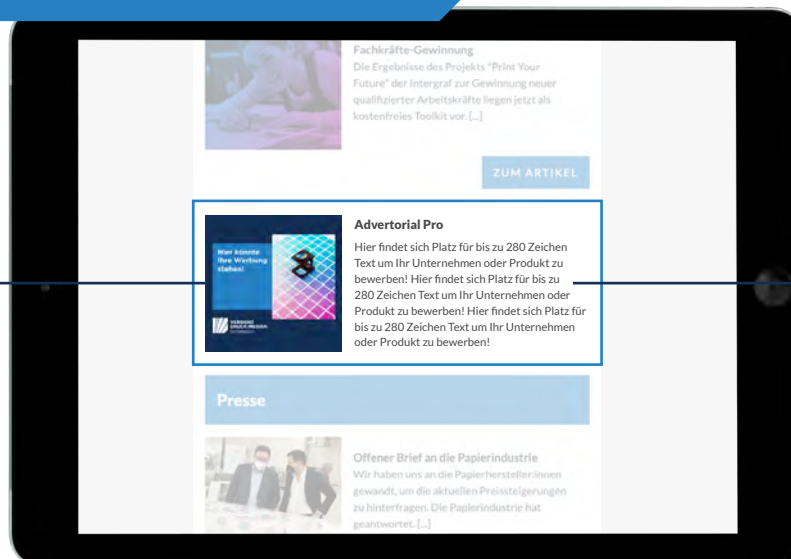 Fachkräfte-Gewinnung
Die Ergebnisse des Projekts "Print Your
Future" der Intergraf zur Gewinnung neuer
qualifizierter Arbeitskräfte liegen jetzt als
kostenfreies Toolkit vor. [...]
ZUM ARTIKEL
Hier könnte
Ihre Werbung
stehen!
VERBAND
DRUCK MEDIEN
Advertorial Pro
Hier findet sich Platz für bis zu 280 Zeichen
Text um Ihr Unternehmen oder Produkt zu
bewerben! Hier findet sich Platz für bis zu
280 Zeichen Text um Ihr Unternehmen oder
Produkt zu bewerben! Hier findet sich Platz für
bis zu 280 Zeichen Text um Ihr Unternehmen
oder Produkt zu bewerben!
Presse
Offener Brief an die Papierindustrie
Wir haben uns an die Papierhersteller:innen
gewandt, um die aktuellen Preissteigerungen
zu hinterfragen. Die Papierindustrie hat
geantwortet. [...]